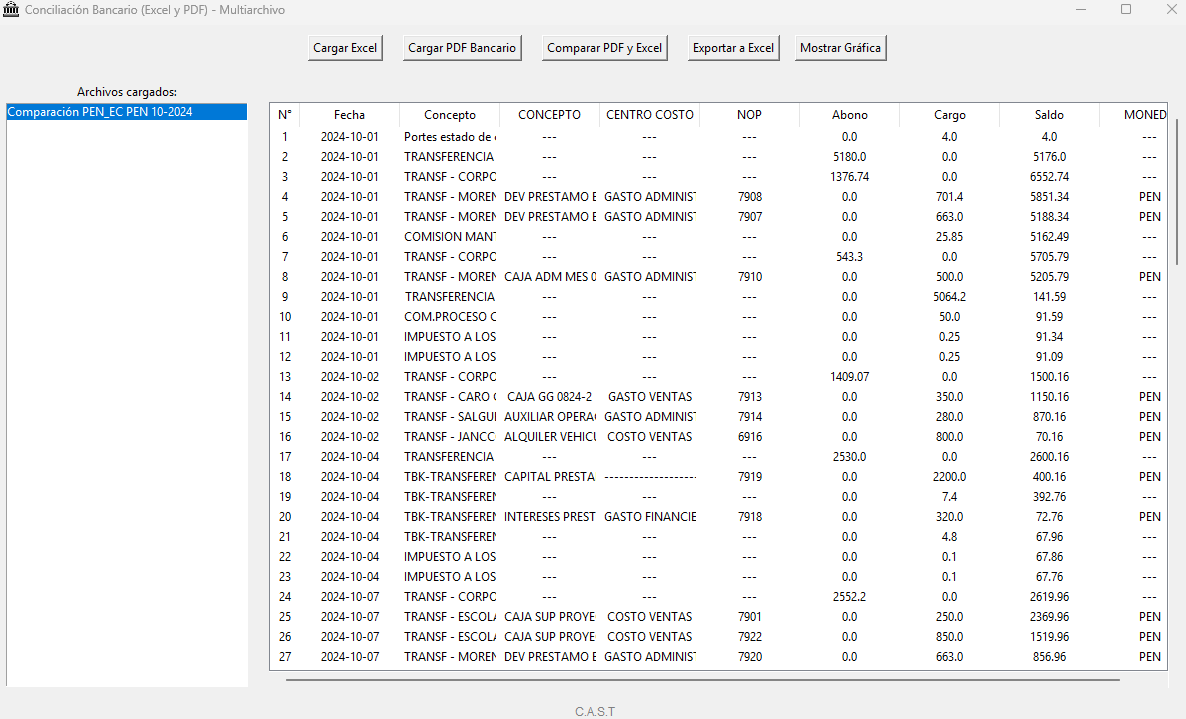 Conciliación Bancario (Excel y PDF) - Multiarchivo
Cargar Excel Cargar PDF Bancario Comparar PDF y Excel Exportar a Excel Mostrar Gráfica
Archivos cargados:
Comparación PEN_EC PEN 10-2024
N° Fecha Concepto CONCEPTO CENTRO COSTO NOP Abono Cargo Saldo MONED
1 2024-10-01 Portes estado de --- --- --- 0.0 4.0 4.0 ---
2 2024-10-01 TRANSFERENCIA --- --- --- 5180.0 0.0 5176.0 ---
3 2024-10-01 TRANSF - CORPO --- --- --- 1376.74 0.0 6552.74 ---
4 2024-10-01 TRANSF - MOREN DEV PRESTAMO E GASTO ADMINIST 7908 0.0 701.4 5851.34 PEN
5 2024-10-01 TRANSF - MOREN DEV PRESTAMO E GASTO ADMINIST 7907 0.0 663.0 5188.34 PEN
6 2024-10-01 COMISION MANT --- --- --- 0.0 25.85 5162.49 ---
7 2024-10-01 TRANSF - CORPO --- --- --- 543.3 0.0 5705.79 ---
8 2024-10-01 TRANSF - MOREN CAJA ADM MES 0 GASTO ADMINIST 7910 0.0 500.0 5205.79 PEN
9 2024-10-01 TRANSFERENCIA --- --- --- 0.0 5064.2 141.59 ---
10 2024-10-01 COM.PROCESO C --- --- --- 0.0 50.0 91.59 ---
11 2024-10-01 IMPUESTO A LOS --- --- --- 0.0 0.25 91.34 ---
12 2024-10-01 IMPUESTO A LOS --- --- --- 0.0 0.25 91.09 ---
13 2024-10-02 TRANSF - CORPO --- --- --- 1409.07 0.0 1500.16 ---
14 2024-10-02 TRANSF - CARO C CAJA GG 0824-2 GASTO VENTAS 7913 0.0 350.0 1150.16 PEN
15 2024-10-02 TRANSF - SALGUI AUXILIAR OPERA GASTO ADMINIST 7914 0.0 280.0 870.16 PEN
16 2024-10-02 TRANSF - JANCC ALQUILER VEHICU COSTO VENTAS 6916 0.0 800.0 70.16 PEN
17 2024-10-04 TRANSFERENCIA --- --- --- 2530.0 0.0 2600.16 ---
18 2024-10-04 TBK-TRANSFEREN CAPITAL PRESTA ------------------- 7919 0.0 2200.0 400.16 PEN
19 2024-10-04 TBK-TRANSFEREN --- --- --- 0.0 7.4 392.76 ---
20 2024-10-04 TBK-TRANSFEREN INTERESES PREST GASTO FINANCIE 7918 0.0 320.0 72.76 PEN
21 2024-10-04 TBK-TRANSFEREN --- --- --- 0.0 4.8 67.96 ---
22 2024-10-04 IMPUESTO A LOS --- --- --- 0.0 0.1 67.86 ---
23 2024-10-04 IMPUESTO A LOS --- --- --- 0.0 0.1 67.76 ---
24 2024-10-07 TRANSF - CORPO --- --- --- 2552.2 0.0 2619.96 ---
25 2024-10-07 TRANSF - ESCOLA CAJA SUP PROYE COSTO VENTAS 7901 0.0 250.0 2369.96 PEN
26 2024-10-07 TRANSF - ESCOLA CAJA SUP PROYE COSTO VENTAS 7922 0.0 850.0 1519.96 PEN
27 2024-10-07 TRANSF - MOREN DEV PRESTAMO E GASTO ADMINIST 7920 0.0 663.0 856.96 PEN
C.A.S.T